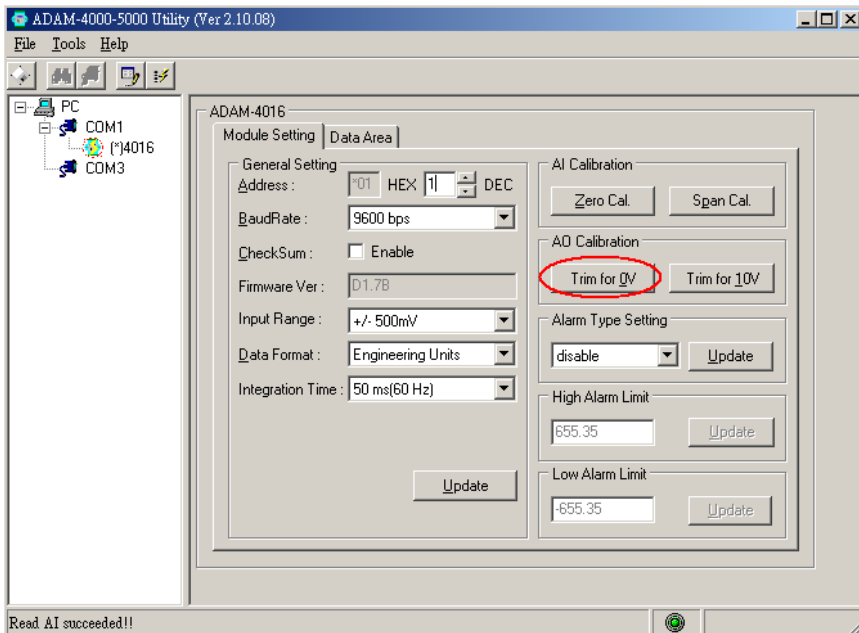 ADAM-4000-5000 Utility (Ver 2.10.08)
File Tools Help
PC
COM1
(*)4016
COM3
ADAM-4016
Module Setting
Data Area
General Setting
Address : *01 HEX 1 DEC
BaudRate : 9600 bps
CheckSum : Enable
Firmware Ver : D1.7B
Input Range : +/- 500mV
Data Format : Engineering Units
Integration Time : 50 ms(60 Hz)
Update
AI Calibration
Zero Cal. Span Cal.
AO Calibration
Trim for 0V Trim for 10V
Alarm Type Setting
disable Update
High Alarm Limit
655.35 Update
Low Alarm Limit
-655.35 Update
Read AI succeeded!!